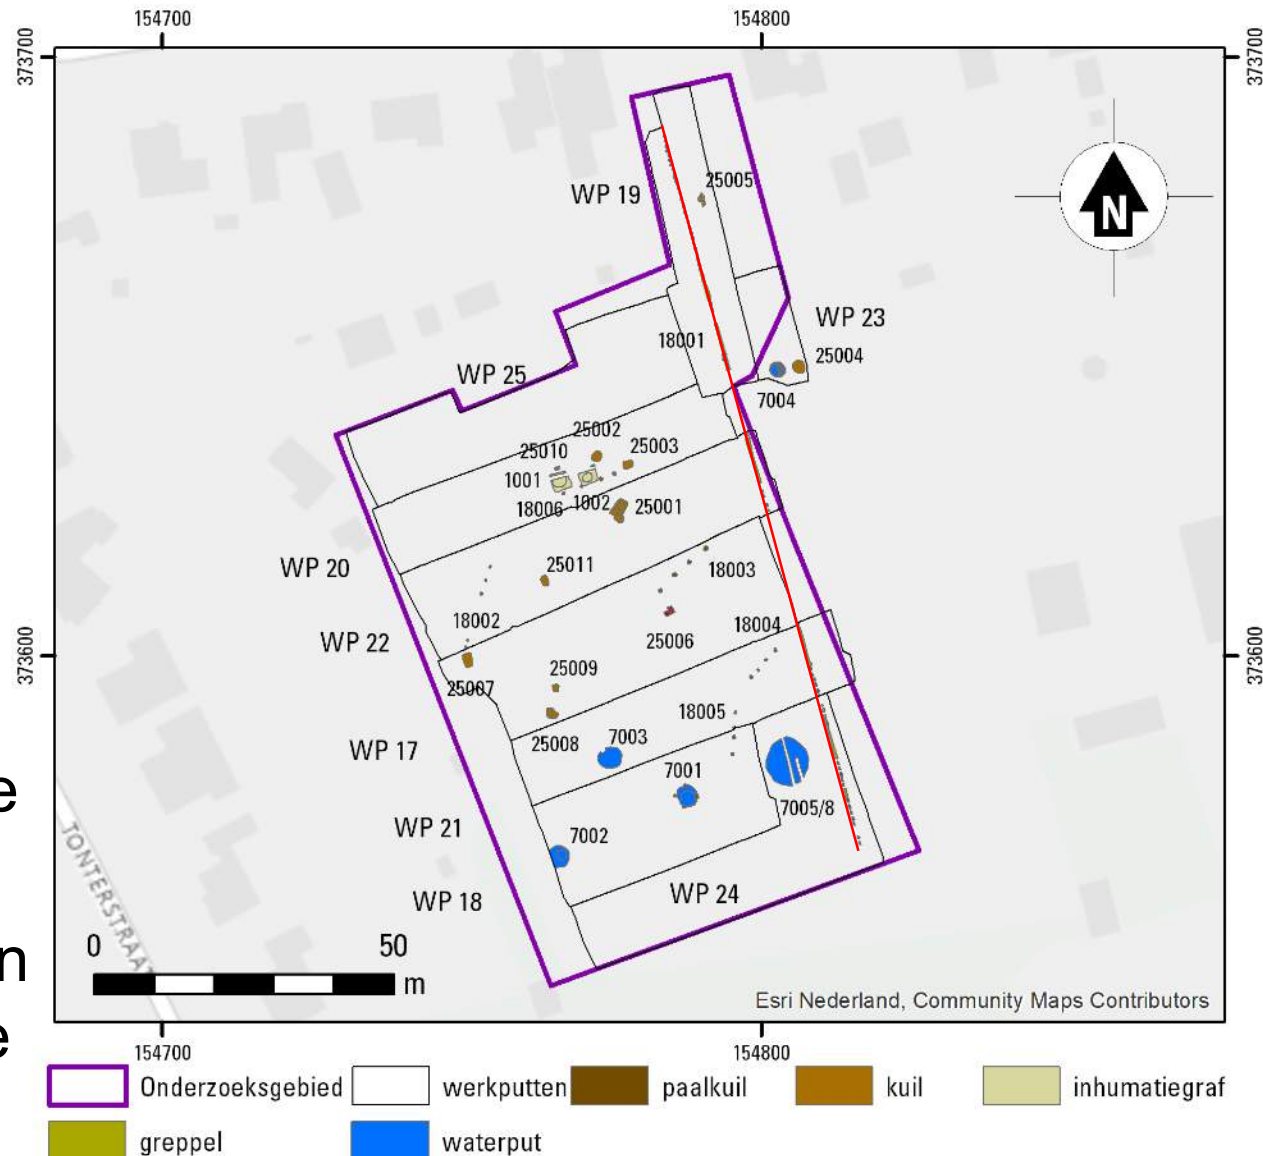 154700 154800
373700 373700
N
25005
WP 19
WP 23
18001
25004
WP 25
7004
25002
25010 25003
1001
18006 1002 25001
25011
WP 20
18003
18002 18004
WP 22 25006
25009
25007
18005
25008 7003
WP 17
7001
7005/8
WP 21 7002
WP 24
WP 18
373600 373600
TONTERSTRAAT
e
n
e
0 50
m
Esri Nederland, Community Maps Contributors
154700 154800
Onderzoeksgebied werkputten paalkuil kuil inhumatiegraf
greppel waterput